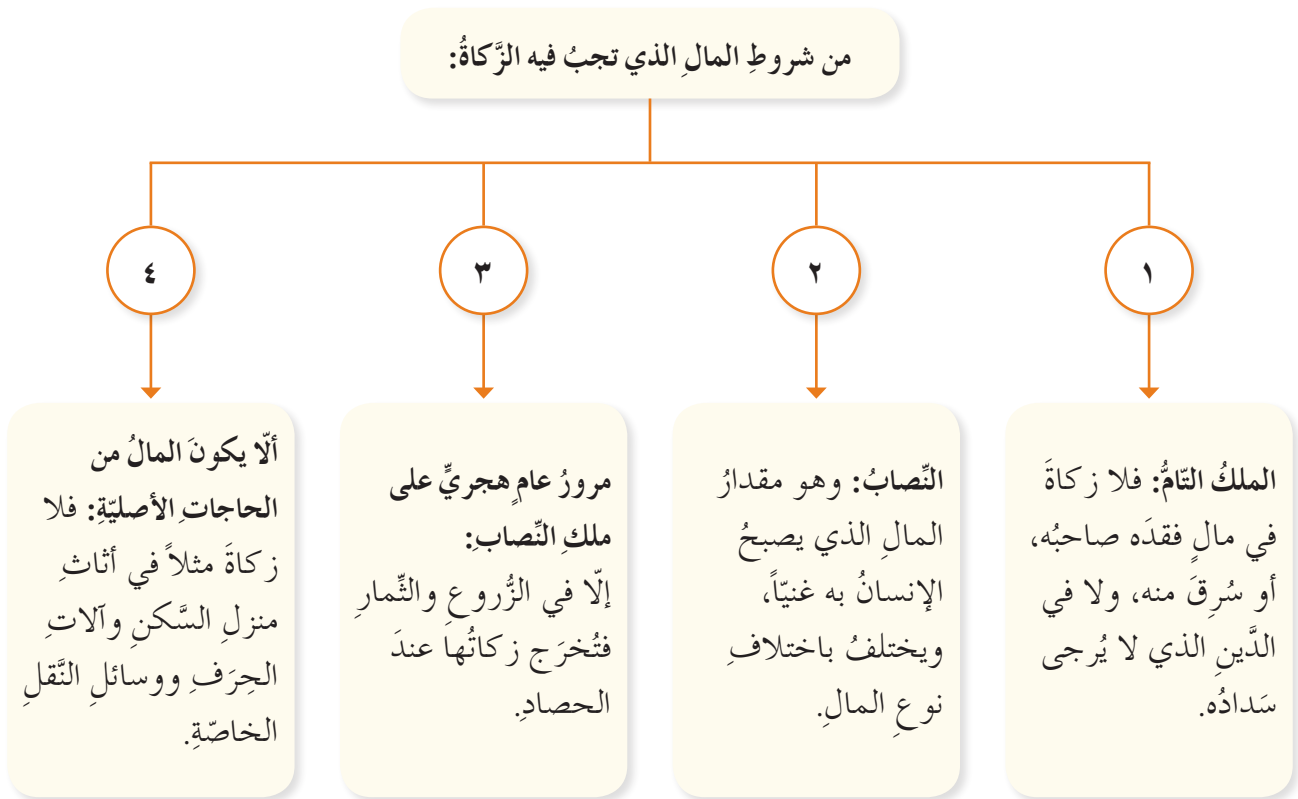 من شروطِ المالِ الذي تجبُ فيه الزَّكاةُ:
١
الملكُ التّامُّ: فلا زكاةَ
في مالٍ فقدَه صاحبُه،
أو سُرِقَ منه، ولا في
الدَّينِ الذي لا يُرجى
سَدادُه.
٢
النِّصابُ: وهو مقدارُ
المالِ الذي يصبحُ
الإنسانُ به غنيّاً،
ويختلفُ باختلافِ
نوعِ المالِ.
٣
مرورُ عامٍ هجريٍّ على
ملكِ النِّصابِ:
إلّا في الزُّروعِ والثِّمارِ
فتُخرَج زكاتُها عندَ
الحصادِ.
٤
ألّا يكونَ المالُ من
الحاجاتِ الأصليّةِ: فلا
زكاةَ مثلاً في أثاثِ
منزلِ السَّكنِ وآلاتِ
الحِرَفِ ووسائلِ النَّقلِ
الخاصّةِ.